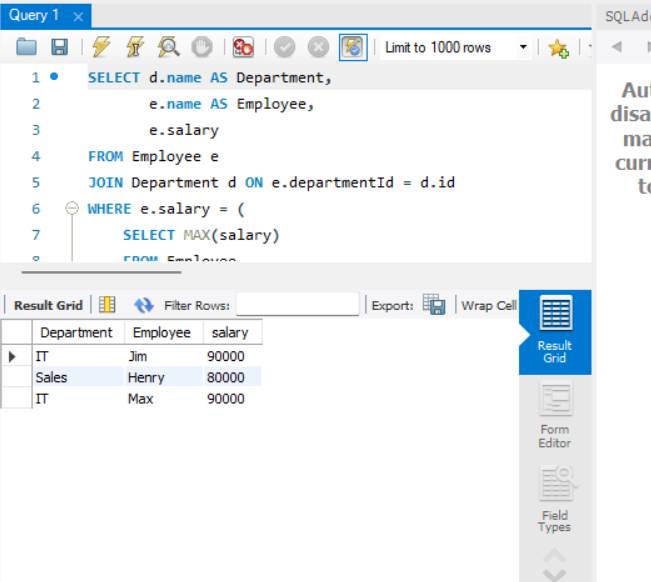 Query 1
SQLAd
Limit to 1000 rows
1 SELECT d.name AS Department,
2 e.name AS Employee,
3 e.salary
4 FROM Employee e
5 JOIN Department d ON e.departmentId = d.id
6 WHERE e.salary = (
7 SELECT MAX(salary)
8 FROM Employee
Aut
disa
ma
curr
to
Result Grid Filter Rows: Export: Wrap Cell
Department Employee salary
IT Jim 90000
Sales Henry 80000
IT Max 90000
Result
Grid
Form
Editor
Field
Types